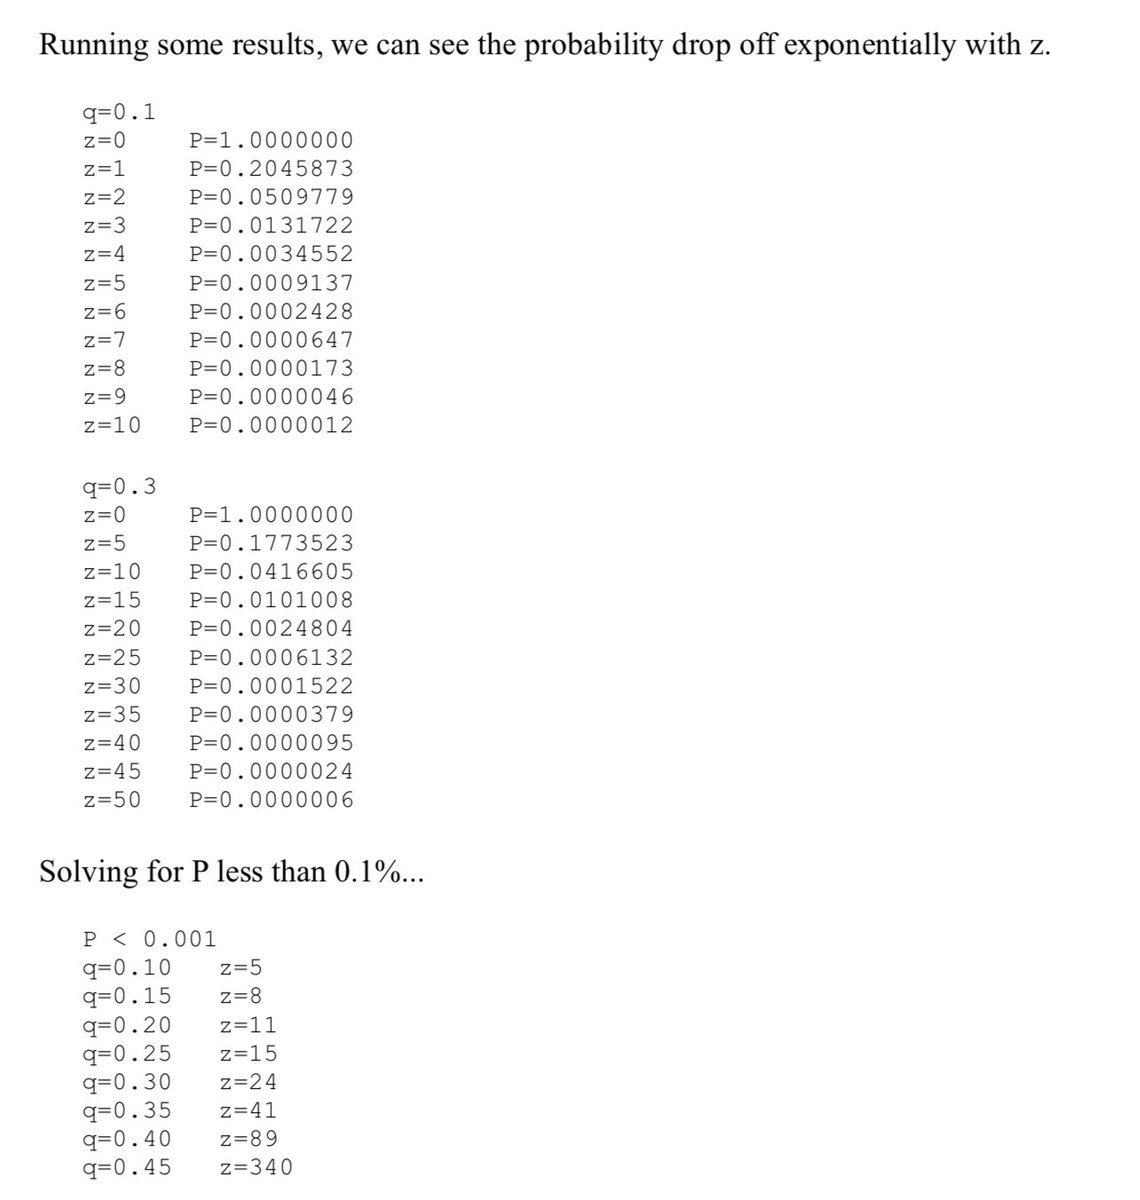 Running some results, we can see the probability drop off exponentially with z.
q=0.1
z=0 P=1.0000000
z=1 P=0.2045873
z=2 P=0.0509779
z=3 P=0.0131722
z=4 P=0.0034552
z=5 P=0.0009137
z=6 P=0.0002428
z=7 P=0.0000647
z=8 P=0.0000173
z=9 P=0.0000046
z=10 P=0.0000012
q=0.3
z=0 P=1.0000000
z=5 P=0.1773523
z=10 P=0.0416605
z=15 P=0.0101008
z=20 P=0.0024804
z=25 P=0.0006132
z=30 P=0.0001522
z=35 P=0.0000379
z=40 P=0.0000095
z=45 P=0.0000024
z=50 P=0.0000006
Solving for P less than 0.1%...
P < 0.001
q=0.10 z=5
q=0.15 z=8
q=0.20 z=11
q=0.25 z=15
q=0.30 z=24
q=0.35 z=41
q=0.40 z=89
q=0.45 z=340